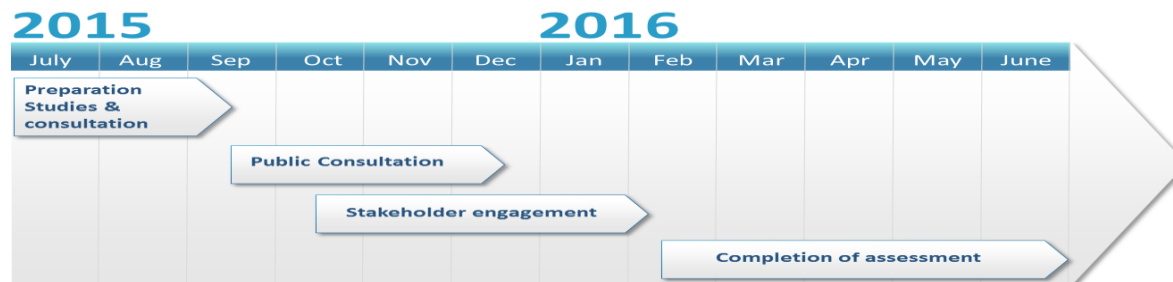 2015 2016
July Aug Sep Oct Nov Dec Jan Feb Mar Apr May June
Preparation
Studies &
consultation
Public Consultation
Stakeholder engagement
Completion of assessment